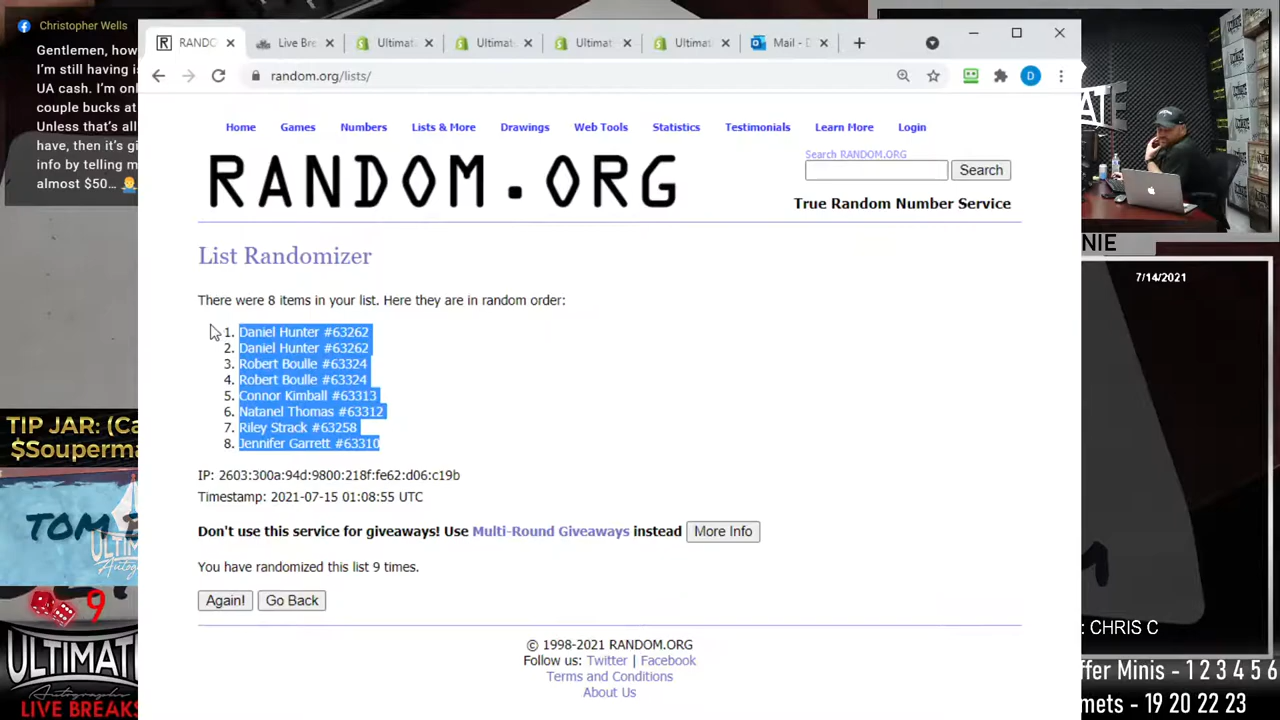 Christopher Wells
Gentlemen, how
I'm still having is
UA cash. I'm onl
couple bucks at
Unless that's all
have, then it's gi
info by telling m
almost $50…
RANDO
Live Bre
Ultimat
Ultimat
Ultimat
Ultimat
Mail - D
random.org/lists/
D
Home Games Numbers Lists & More Drawings Web Tools Statistics Testimonials Learn More Login
RANDOM.ORG
Search RANDOM.ORG
Search
True Random Number Service
List Randomizer
There were 8 items in your list. Here they are in random order:
1. Daniel Hunter #63262
2. Daniel Hunter #63262
3. Robert Boulle #63324
4. Robert Boulle #63324
5. Connor Kimball #63313
6. Natanel Thomas #63312
7. Riley Strack #63258
8. Jennifer Garrett #63310
IP: 2603:300a:94d:9800:218f:fe62:d06:c19b
Timestamp: 2021-07-15 01:08:55 UTC
Don't use this service for giveaways! Use Multi-Round Giveaways instead More Info
You have randomized this list 9 times.
Again! Go Back
© 1998-2021 RANDOM.ORG
Follow us: Twitter | Facebook
Terms and Conditions
About Us
TIP JAR: (Ca
$Souperma
TOM
ULTIM
9
ULTIMAT
Autographs
LIVE BREAKS
NIE
7/14/2021
: CHRIS C
ffer Minis - 1 2 3 4 5 6
mets - 19 20 22 23